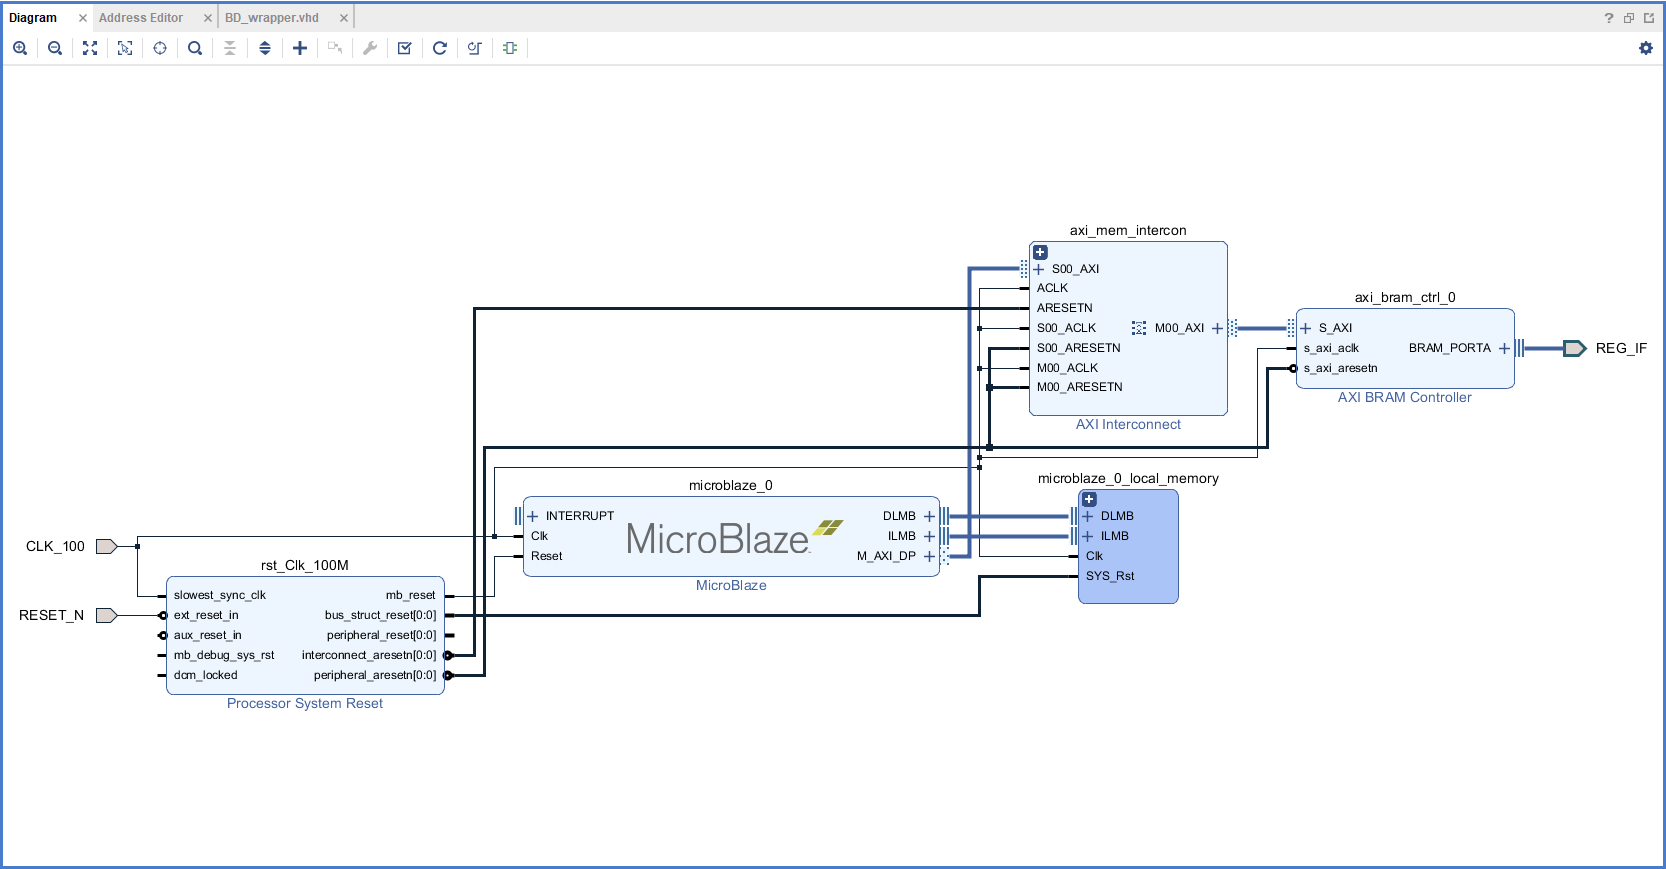 Diagram × Address Editor × BD_wrapper.vhd ×
?
axi_mem_intercon
S00_AXI
ACLK
ARESETN
S00_ACLK
S00_ARESETN
M00_ACLK
M00_ARESETN
M00_AXI
AXI Interconnect
axi_bram_ctrl_0
S_AXI
s_axi_aclk
s_axi_aresetn
BRAM_PORTA
AXI BRAM Controller
REG_IF
microblaze_0
INTERRUPT
Clk
Reset
MicroBlaze
DLMB
ILMB
M_AXI_DP
MicroBlaze
microblaze_0_local_memory
DLMB
ILMB
Clk
SYS_Rst
CLK_100
RESET_N
rst_Clk_100M
slowest_sync_clk
ext_reset_in
aux_reset_in
mb_debug_sys_rst
dcm_locked
mb_reset
bus_struct_reset[0:0]
peripheral_reset[0:0]
interconnect_aresetn[0:0]
peripheral_aresetn[0:0]
Processor System Reset